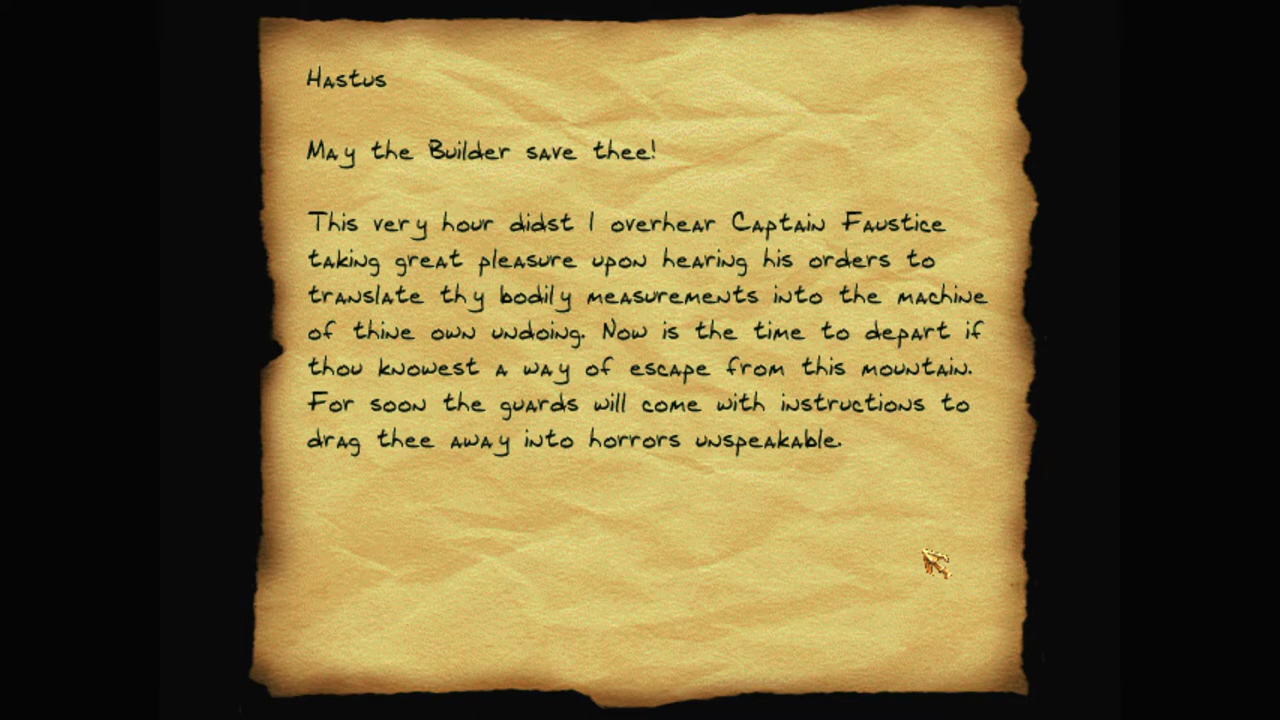 Hastus
May the Builder save thee!
This very hour didst I overhear Captain Faustice
taking great pleasure upon hearing his orders to
translate thy bodily measurements into the machine
of thine own undoing. Now is the time to depart if
thou knowest a way of escape from this mountain.
For soon the guards will come with instructions to
drag thee away into horrors unspeakable.